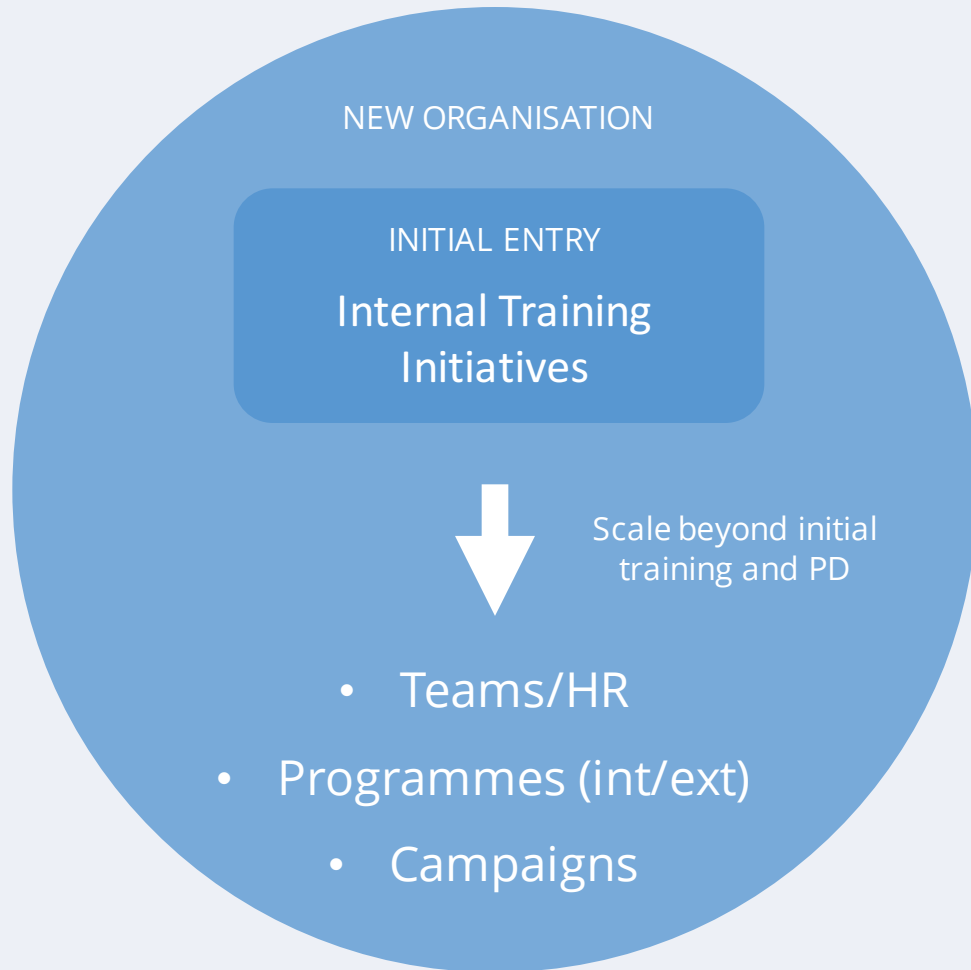 NEW ORGANISATION
INITIAL ENTRY
Internal Training
Initiatives
Scale beyond initial
training and PD
• Teams/HR
• Programmes (int/ext)
• Campaigns